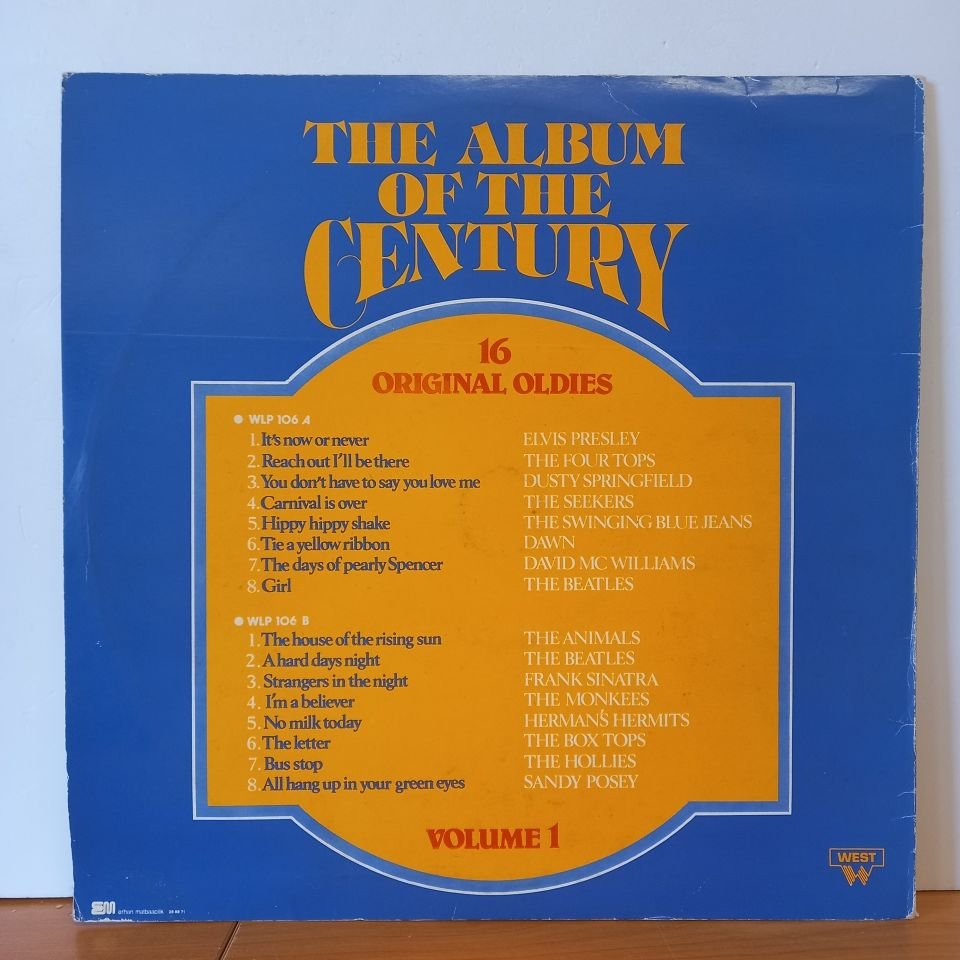 THE ALBUM
OF THE
CENTURY
16
ORIGINAL OLDIES
WLP 106 A
1. It's now or never ELVIS PRESLEY
2. Reach out I'll be there THE FOUR TOPS
3. You don't have to say you love me DUSTY SPRINGFIELD
4. Carnival is over THE SEEKERS
5. Hippy hippy shake THE SWINGING BLUE JEANS
6. Tie a yellow ribbon DAWN
7. The days of pearly Spencer DAVID MC WILLIAMS
8. Girl THE BEATLES
WLP 106 B
1. The house of the rising sun THE ANIMALS
2. A hard days night THE BEATLES
3. Strangers in the night FRANK SINATRA
4. I'm a believer THE MONKEES
5. No milk today HERMAN'S HERMITS
6. The letter THE BOX TOPS
7. Bus stop THE HOLLIES
8. All hang up in your green eyes SANDY POSEY
VOLUME 1
WEST
erhan matbaacılık